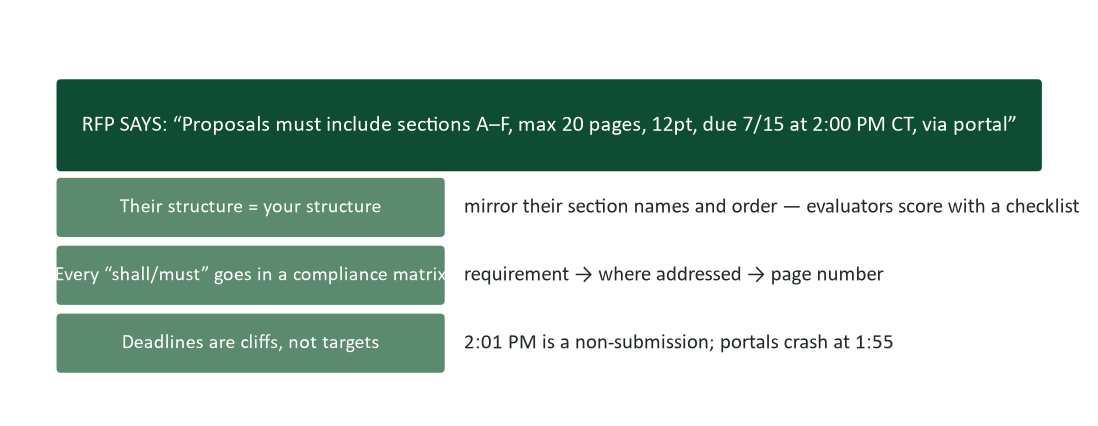 RFP SAYS: “Proposals must include sections A–F, max 20 pages, 12pt, due 7/15 at 2:00 PM CT, via portal”
Their structure = your structure
mirror their section names and order — evaluators score with a checklist
Every “shall/must” goes in a compliance matrix
requirement → where addressed → page number
Deadlines are cliffs, not targets
2:01 PM is a non-submission; portals crash at 1:55